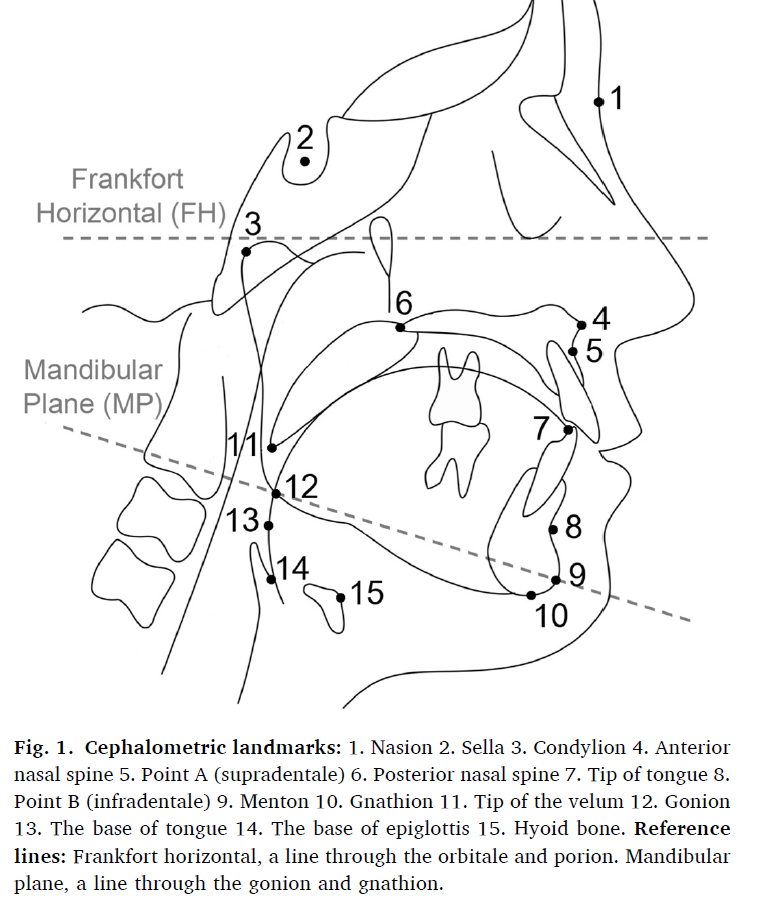 1
2
Frankfort
Horizontal (FH)
3
6
4
5
Mandibular
Plane (MP)
7
11
12
13
8
14
9
15
10
Fig. 1. Cephalometric landmarks: 1. Nasion 2. Sella 3. Condylion 4. Anterior
nasal spine 5. Point A (supradentale) 6. Posterior nasal spine 7. Tip of tongue 8.
Point B (infradentale) 9. Menton 10. Gnathion 11. Tip of the velum 12. Gonion
13. The base of tongue 14. The base of epiglottis 15. Hyoid bone. Reference
lines: Frankfort horizontal, a line through the orbitale and porion. Mandibular
plane, a line through the gonion and gnathion.